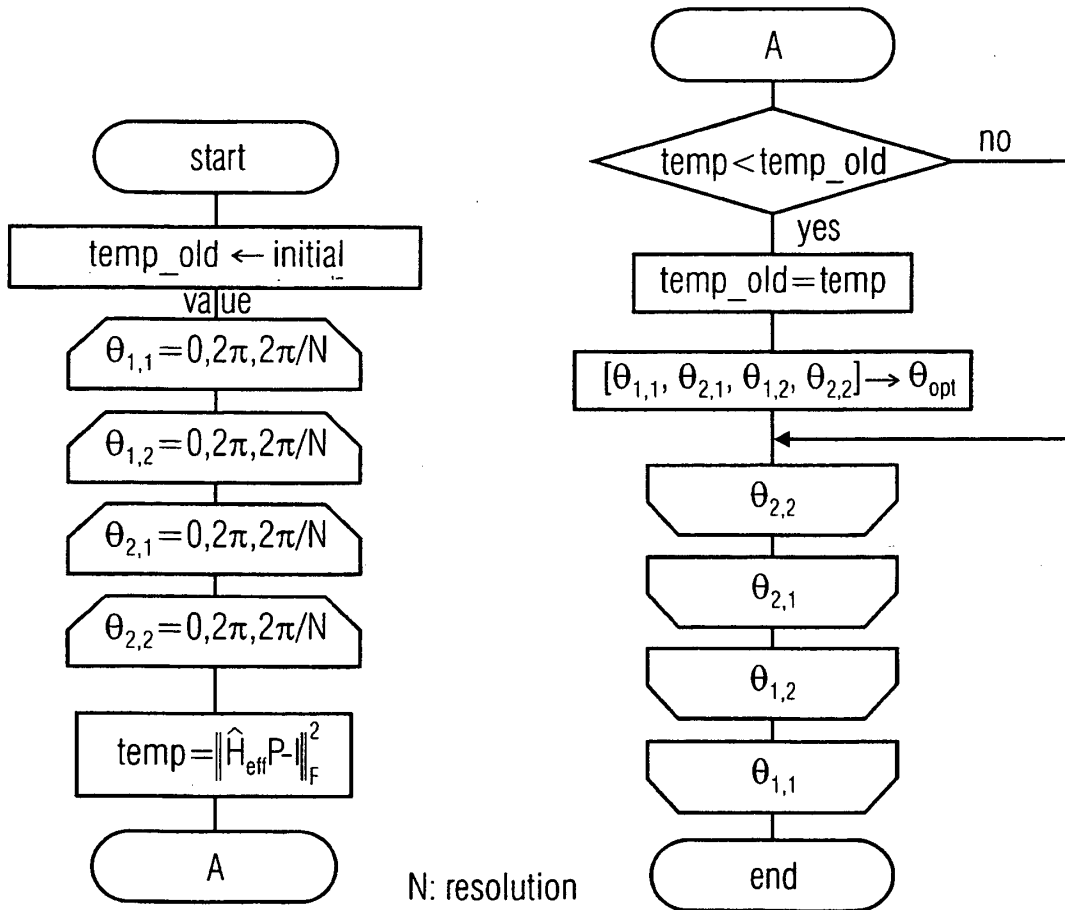 start
temp_old ← initial
value
θ1,1=0,2π,2π/N
θ1,2=0,2π,2π/N
θ2,1=0,2π,2π/N
θ2,2=0,2π,2π/N
temp=‖ĤeffP-I‖²F
A
N: resolution
A
temp<temp_old
no
yes
temp_old=temp
[θ1,1, θ2,1, θ1,2, θ2,2]→θopt
θ2,2
θ2,1
θ1,2
θ1,1
end